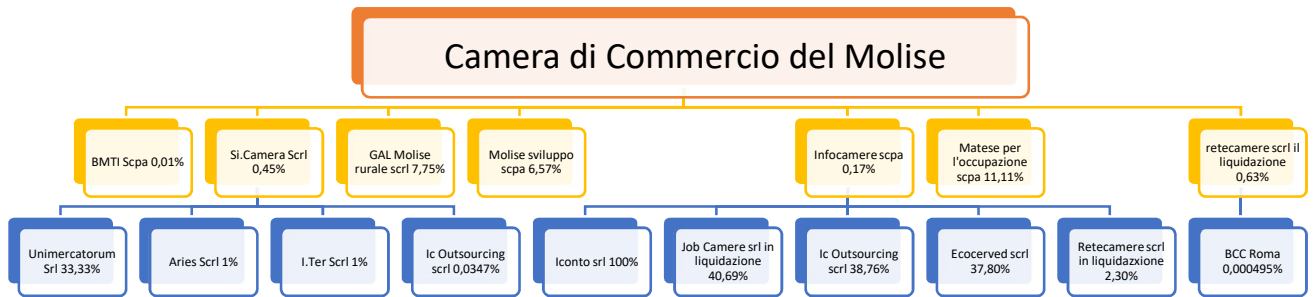 Camera di Commercio del Molise
BMTI Scpa 0,01%
Si.Camera Scrl
0,45%
GAL Molise
rurale scrl 7,75%
Molise sviluppo
scpa 6,57%
Infocamere scpa
0,17%
Matese per
l'occupazione
scpa 11,11%
retecamere scrl il
liquidazione
0,63%
Unimercatorum
Srl 33,33%
Aries Scrl 1%
I.Ter Scrl 1%
Ic Outsourcing
scrl 0,0347%
Iconto srl 100%
Job Camere srl in
liquidazione
40,69%
Ic Outsourcing
scrl 38,76%
Ecocerved scrl
37,80%
Retecamere scrl
in liquidazxione
2,30%
BCC Roma
0,000495%